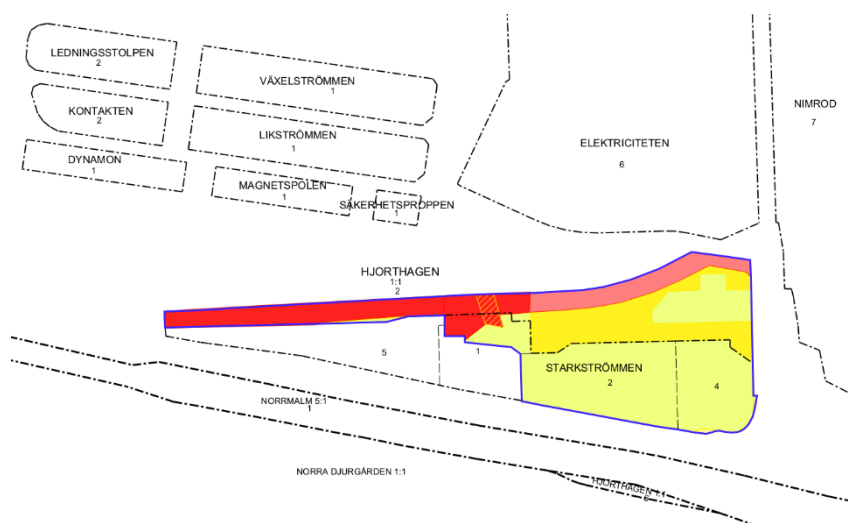 LEDNINGSSTOLPEN
2
VÄXELSTRÖMMEN
1
KONTAKTEN
2
LIKSTRÖMMEN
1
DYNAMON
1
MAGNETSPOLEN
1
SÄKERHETSPROPPEN
1
ELEKTRICITETEN
6
NIMROD
7
HJORTHAGEN
1:1
2
5
1
STARKSTRÖMMEN
2
4
NORRMALM 5:1
1
NORRA DJURGÅRDEN 1:1
HJORTHAGEN 1:1